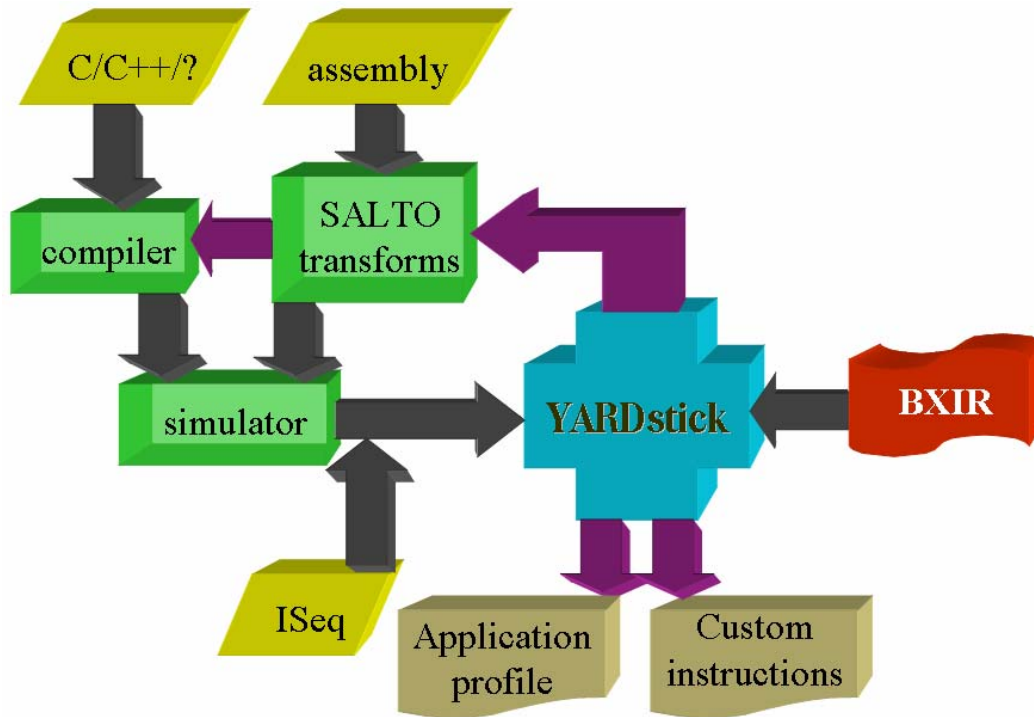 C/C++/?
assembly
SALTO
transforms
compiler
simulator
YARDstick
BXIR
ISeq
Application
profile
Custom
instructions